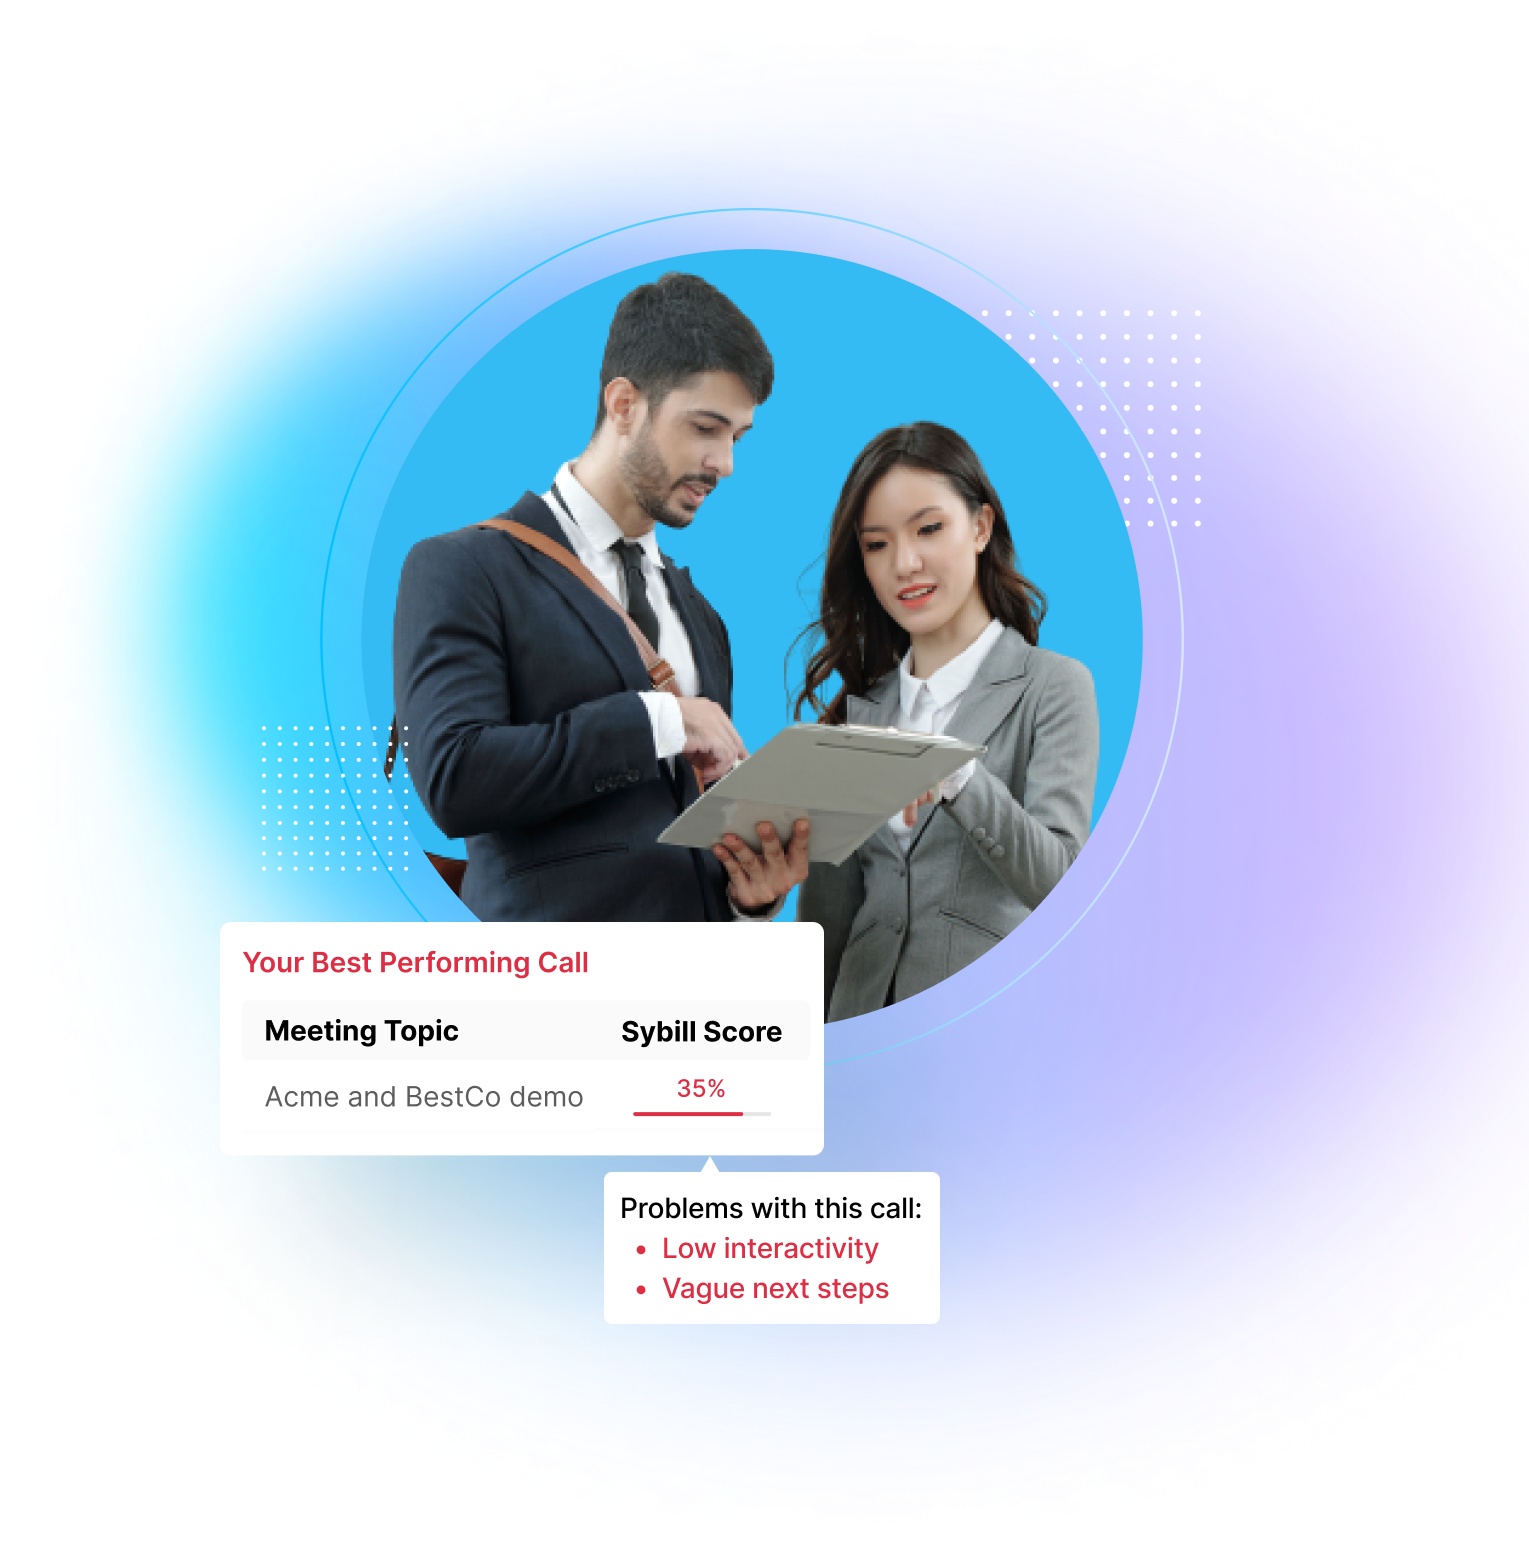 Your Best Performing Call
Meeting Topic Sybill Score
Acme and BestCo demo 35%
Problems with this call:
• Low interactivity
• Vague next steps